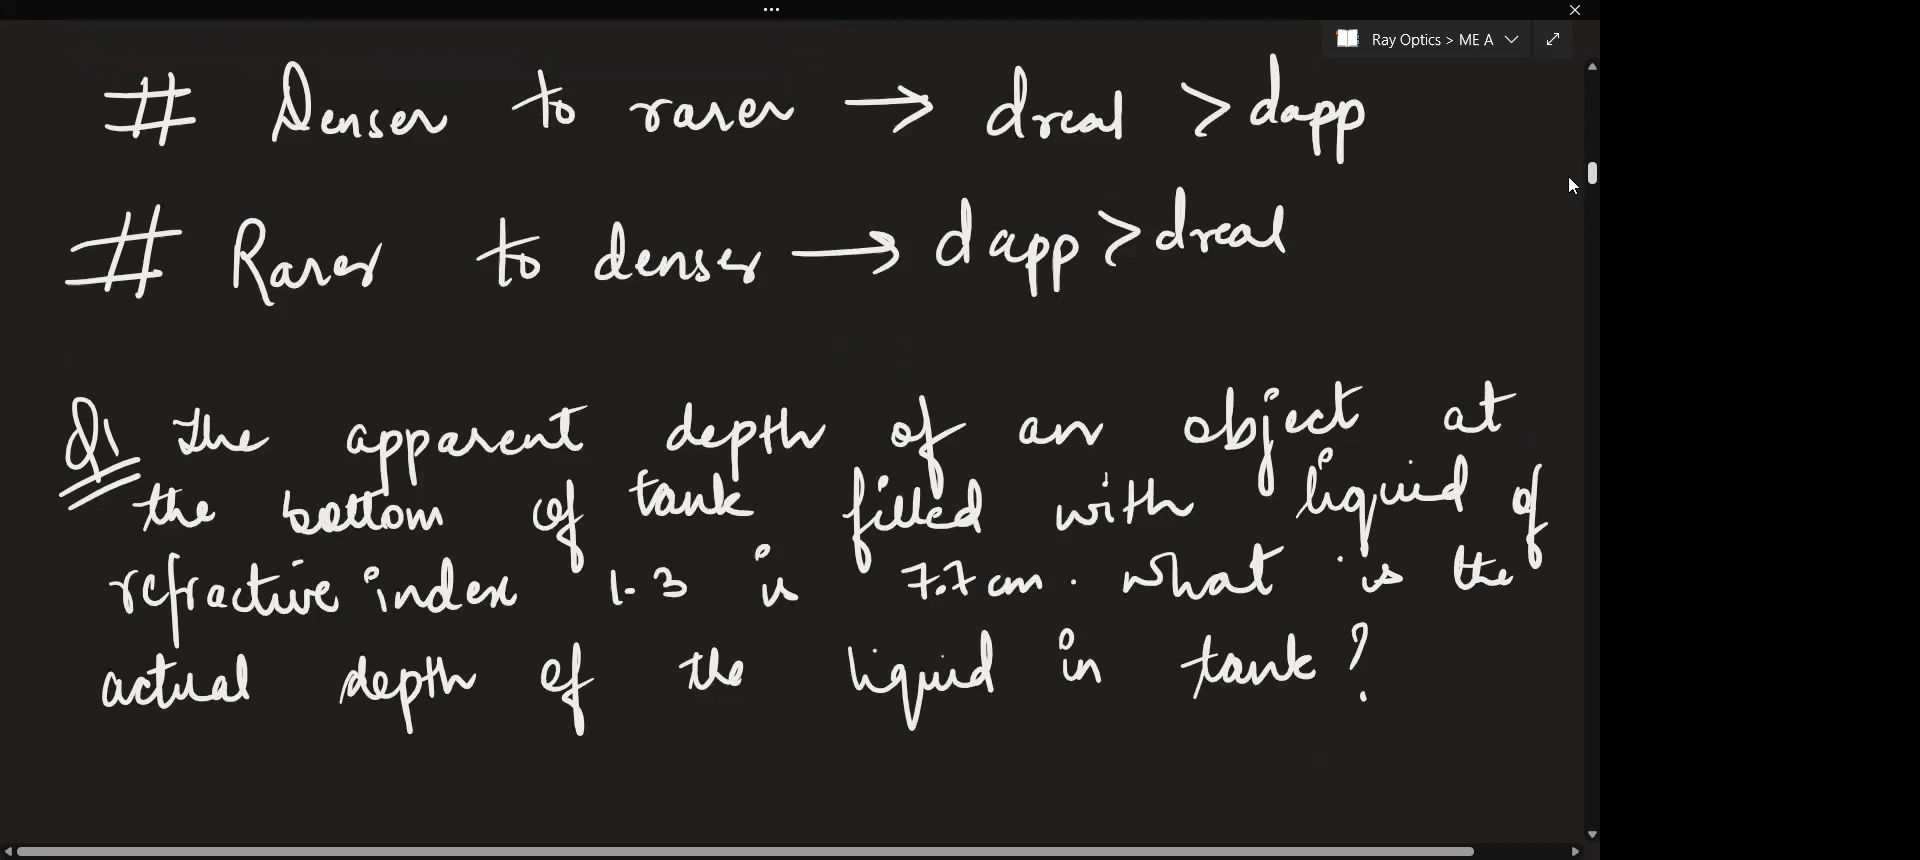 Ray Optics > ME A
# Denser to rarer → dreal > dapp
# Rarer to denser → dapp > dreal
Q1 The apparent depth of an object at
the bottom of tank filled with liquid of
refractive index 1.3 is 7.7 cm. what is the
actual depth of the liquid in tank?